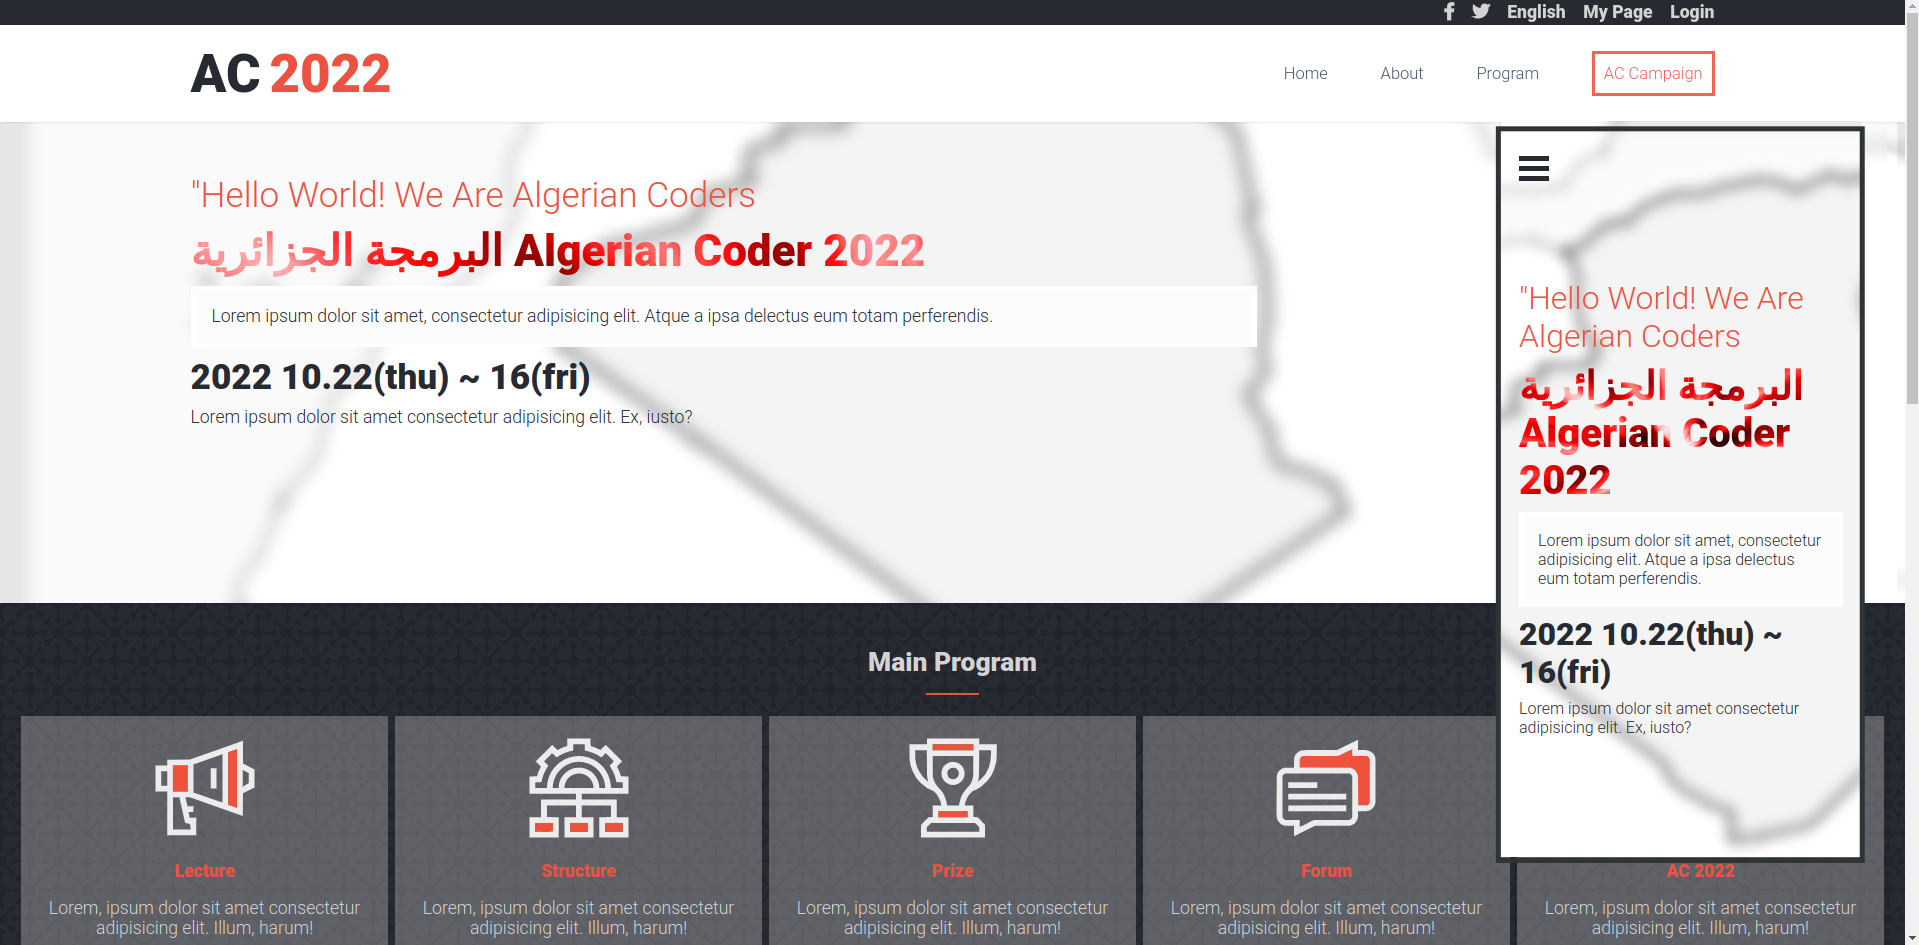 English My Page Login
AC 2022
Home About Program AC Campaign
"Hello World! We Are Algerian Coders
البرمجة الجزائرية Algerian Coder 2022
Lorem ipsum dolor sit amet, consectetur adipisicing elit. Atque a ipsa delectus eum totam perferendis.
2022 10.22(thu) ~ 16(fri)
Lorem ipsum dolor sit amet consectetur adipisicing elit. Ex, iusto?
"Hello World! We Are
Algerian Coders
البرمجة الجزائرية
Algerian Coder
2022
Lorem ipsum dolor sit amet, consectetur
adipisicing elit. Atque a ipsa delectus
eum totam perferendis.
2022 10.22(thu) ~
16(fri)
Lorem ipsum dolor sit amet consectetur
adipisicing elit. Ex, iusto?
Main Program
Lecture
Lorem, ipsum dolor sit amet consectetur
adipisicing elit. Illum, harum!
Structure
Lorem, ipsum dolor sit amet consectetur
adipisicing elit. Illum, harum!
Prize
Lorem, ipsum dolor sit amet consectetur
adipisicing elit. Illum, harum!
Forum
Lorem, ipsum dolor sit amet consectetur
adipisicing elit. Illum, harum!
AC 2022
Lorem, ipsum dolor sit amet consectetur
adipisicing elit. Illum, harum!